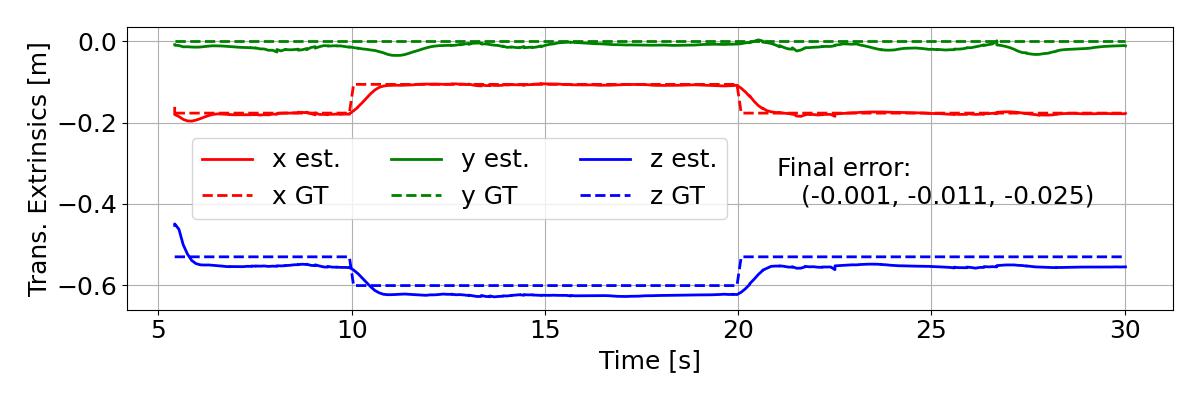 0.0
−0.2
−0.4
−0.6
Trans. Extrinsics [m]
x est.
y est.
z est.
x GT
y GT
z GT
Final error:
(-0.001, -0.011, -0.025)
5
10
15
20
25
30
Time [s]